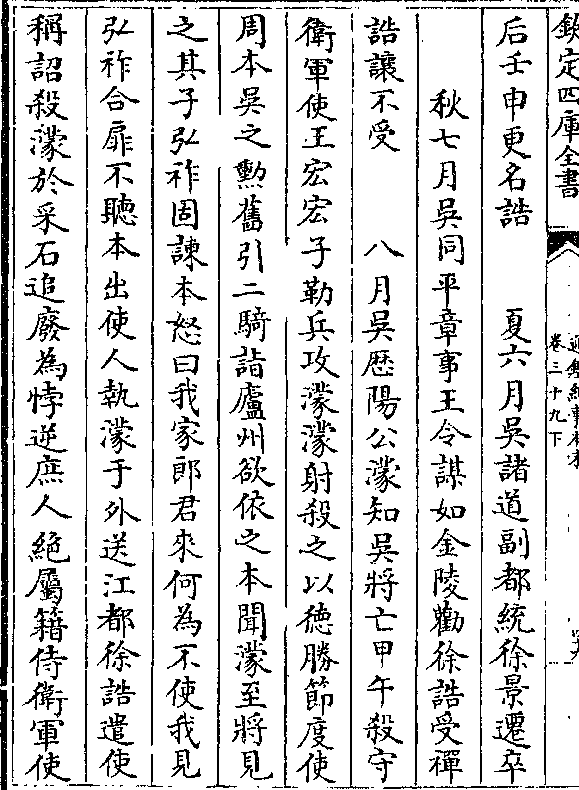 欽定四庫全書
通鑑紀事本末
卷三十九下
后壬申更名誥　夏六月吳諸道副都統徐景遷卒
秋七月吳同平章事王令謀如金陵勸徐誥受禪
誥讓不受　八月吳厯陽公濛知吳將亡甲午殺守
衛軍使王宏宏子勒兵攻濛濛射殺之以徳勝節度使
周本吳之勲舊引二騎詣廬州欲依之本聞濛至將見
之其子弘祚固諫本怒曰我家郎君來何為不使我見
弘祚合扉不聽本出使人執濛于外送江都徐誥遣使
稱詔殺濛於采石追廢為悖逆庶人絶屬籍侍衛軍使